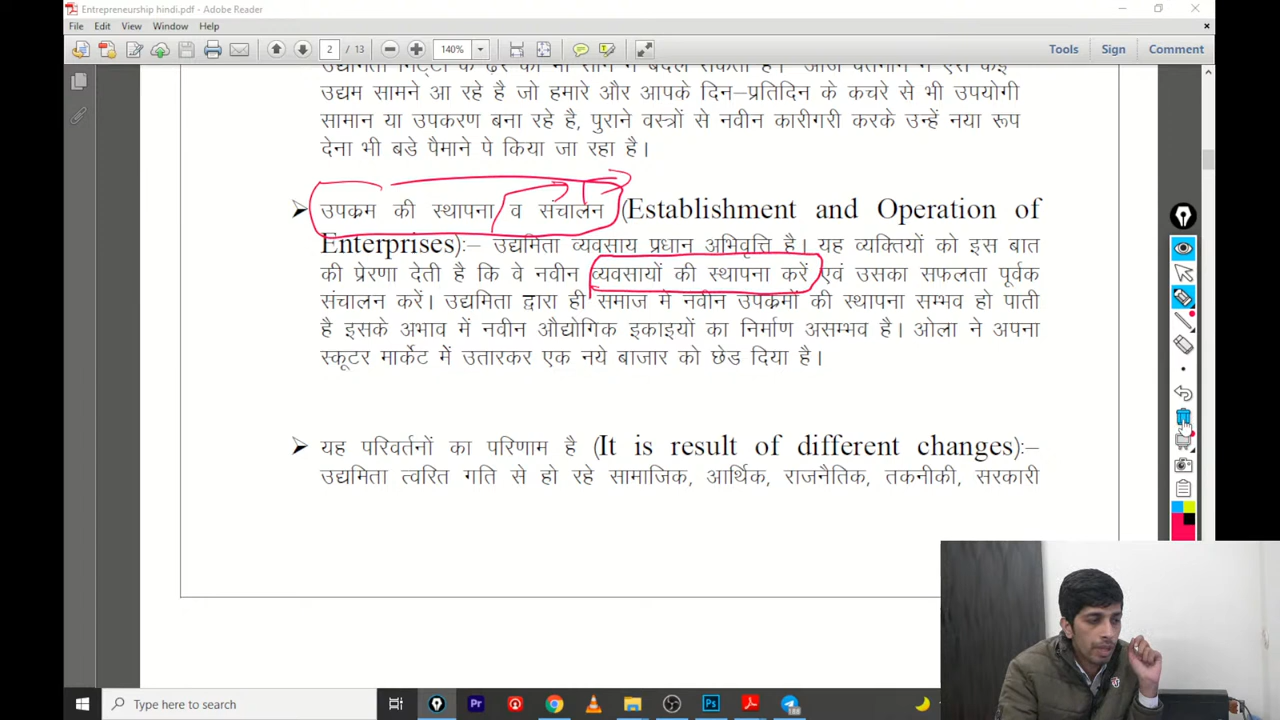 Entrepreneurship hindi.pdf - Adobe Reader
File Edit View Window Help
2 / 13 140% Tools Sign Comment
उद्यम सामने आ रहे है जो हमारे और आपके दिन–प्रतिदिन के कचरे से भी उपयोगी
सामान या उपकरण बना रहे है, पुराने वस्त्रों से नवीन कारीगरी करके उन्हें नया रूप
देना भी बडे पैमाने पे किया जा रहा है।
उपक्रम की स्थापना व संचालन (Establishment and Operation of
Enterprises):– उद्यमिता व्यवसाय प्रधान अभिवृत्ति है। यह व्यक्तियों को इस बात
की प्रेरणा देती है कि वे नवीन व्यवसायों की स्थापना करें एवं उसका सफलता पूर्वक
संचालन करें। उद्यमिता द्वारा ही समाज में नवीन उपक्रमों की स्थापना सम्भव हो पाती
है इसके अभाव में नवीन औद्योगिक इकाइयों का निर्माण असम्भव है। ओला ने अपना
स्कूटर मार्केट में उतारकर एक नये बाजार को छेड दिया है।
यह परिवर्तनों का परिणाम है (It is result of different changes):–
उद्यमिता त्वरित गति से हो रहे सामाजिक, आर्थिक, राजनैतिक, तकनीकी, सरकारी
Type here to search